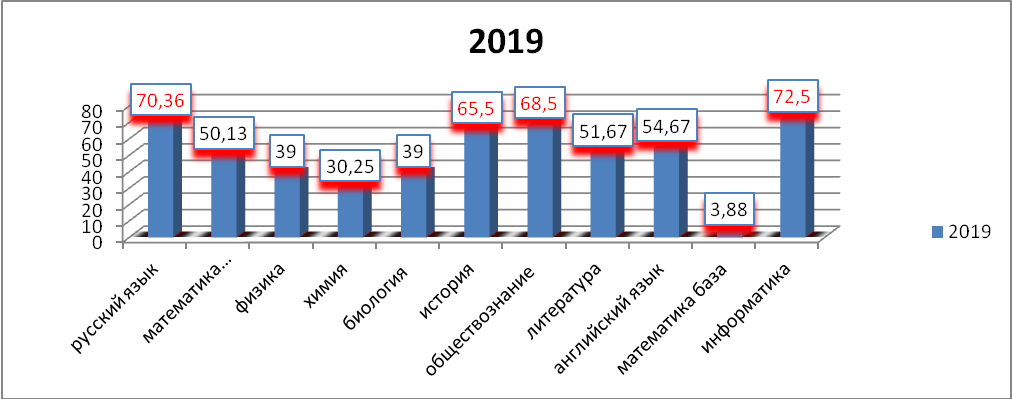 2019
70,36
50,13
39
30,25
39
65,5
68,5
51,67
54,67
3,88
72,5
80
70
60
50
40
30
20
10
0
русский язык
математика...
физика
химия
биология
история
обществознание
литература
английский язык
математика база
информатика
2019